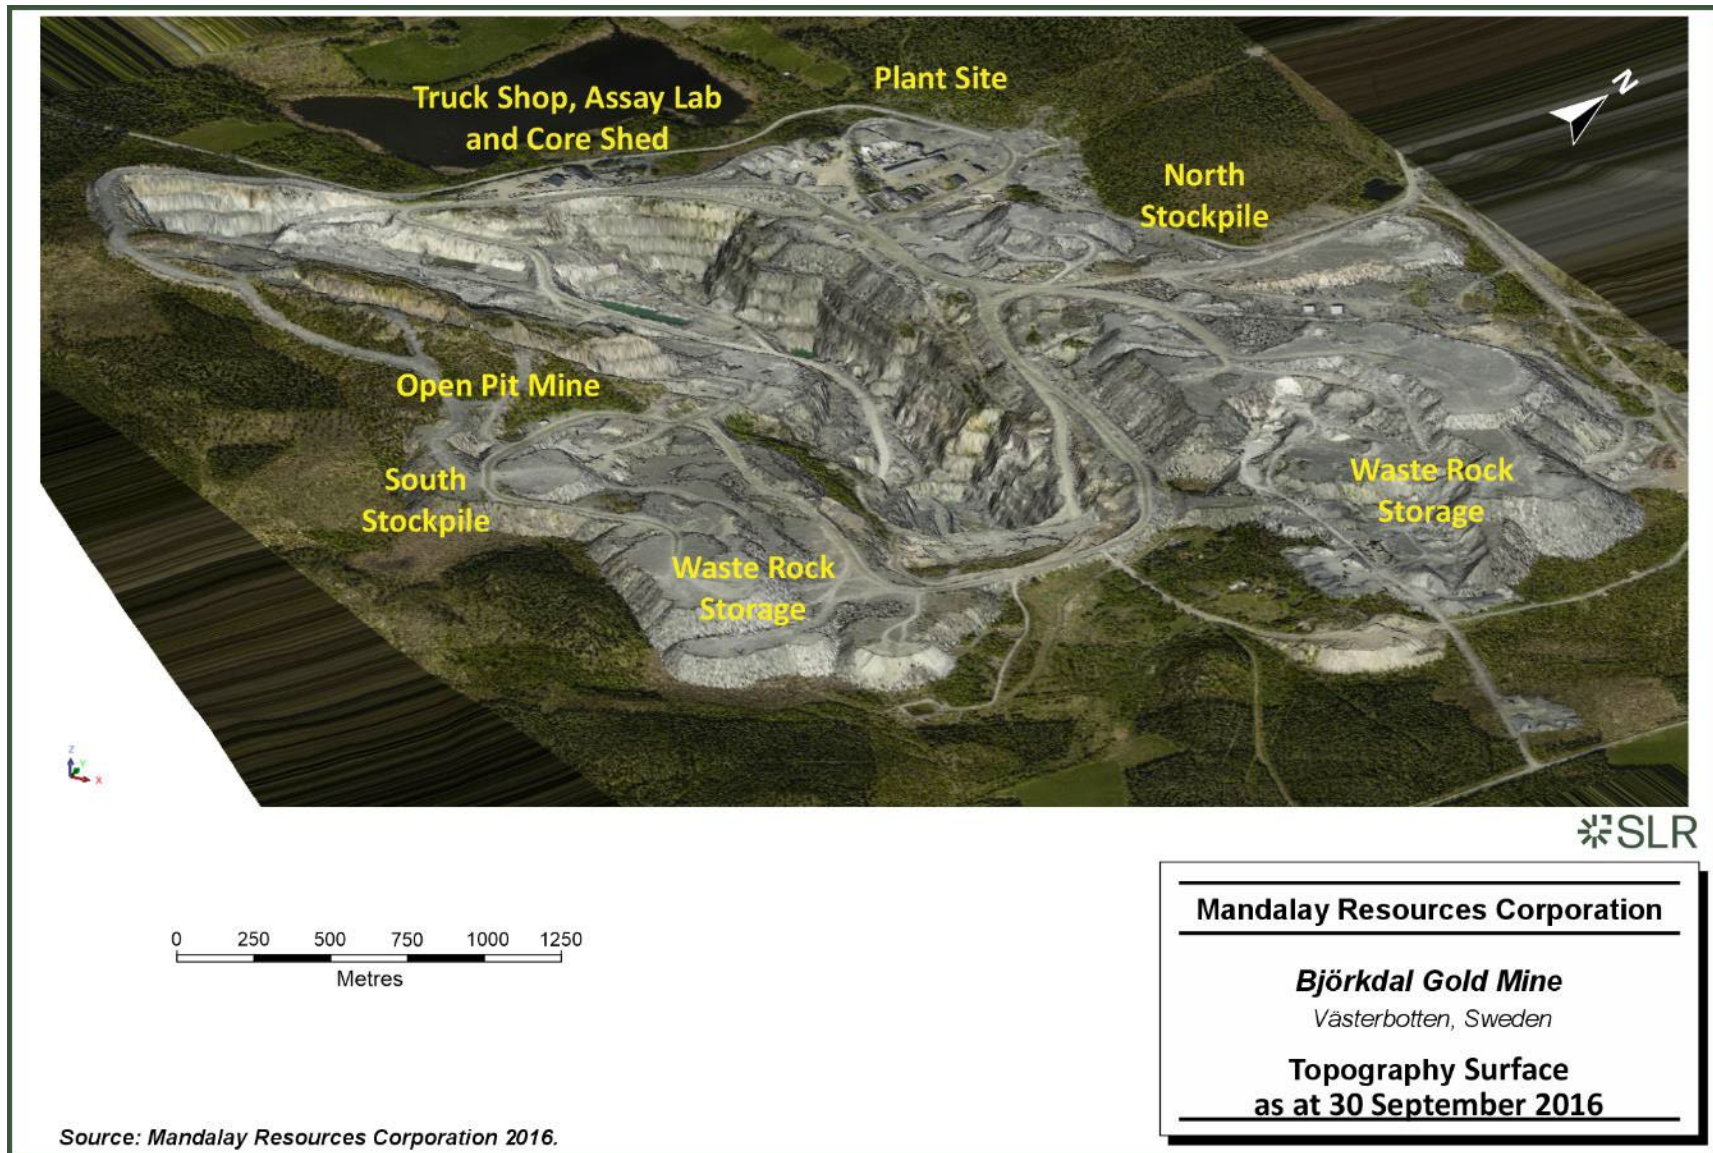 Truck Shop, Assay Lab
and Core Shed
Plant Site
N
North
Stockpile
Open Pit Mine
South
Stockpile
Waste Rock
Storage
Waste Rock
Storage
Z
Y
X
SLR
0 250 500 750 1000 1250
Metres
Mandalay Resources Corporation
Björkdal Gold Mine
Västerbotten, Sweden
Topography Surface
as at 30 September 2016
Source: Mandalay Resources Corporation 2016.